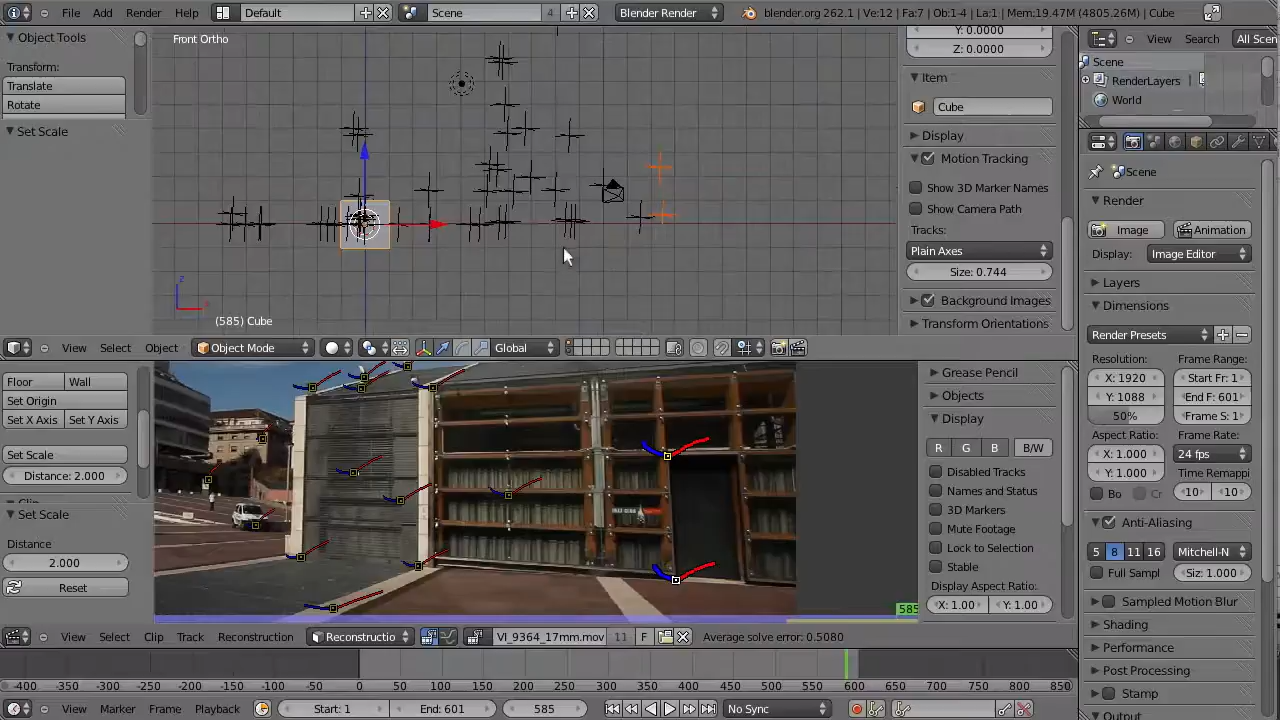 File Add Render Help Default Scene 4 Blender Render blender.org 262.1 | Ve:12 | Fa:7 | Ob:1-4 | La:1 | Mem:19.47M (4805.26M) | Cube
Object Tools
Transform:
Translate
Rotate
Set Scale
Front Ortho
(585) Cube
Y: 0.0000
Z: 0.0000
Item
Cube
Display
Motion Tracking
Show 3D Marker Names
Show Camera Path
Tracks:
Plain Axes
Size: 0.744
Background Images
Transform Orientations
View Search All Scen
Scene
RenderLayers
World
View Select Object Object Mode Global
Floor Wall
Set Origin
Set X Axis Set Y Axis
Set Scale
Distance: 2.000
Set Scale
Distance
2.000
Reset
585
Grease Pencil
Objects
Display
R G B B/W
Disabled Tracks
Names and Status
3D Markers
Mute Footage
Lock to Selection
Stable
Display Aspect Ratio:
X: 1.00 Y: 1.00
View Select Clip Track Reconstruction Reconstructio VI_9364_17mm.mov 11 F Average solve error: 0.5080
-400 -350 -300 -250 -200 -150 -100 -50 0 50 100 150 200 250 300 350 400 450 500 550 600 650 700 750 800 850
View Marker Frame Playback Start: 1 End: 601 585 No Sync
Scene
Render
Image Animation
Display: Image Editor
Layers
Dimensions
Render Presets
Resolution: Frame Range:
X: 1920 Start Fr: 1
Y: 1088 End F: 601
50% Frame S: 1
Aspect Ratio: Frame Rate:
X: 1.000 24 fps
Y: 1.000 Time Remappi
Bo Cr 10 10
Anti-Aliasing
5 8 11 16 Mitchell-N
Full Sampl Siz: 1.000
Sampled Motion Blur
Shading
Performance
Post Processing
Stamp
Output